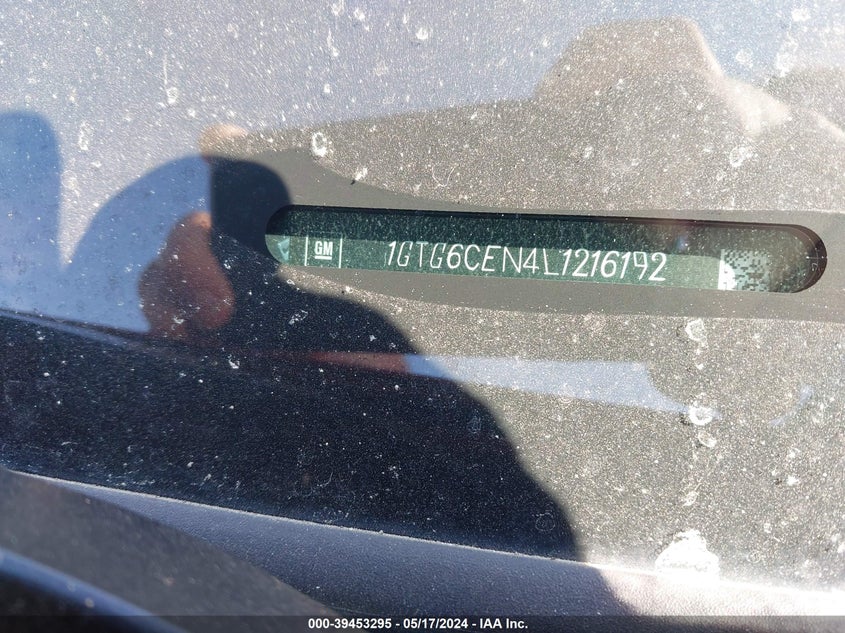 GM 1GTG6CEN4L1216192
000-39453295 - 05/17/2024 - IAA Inc.